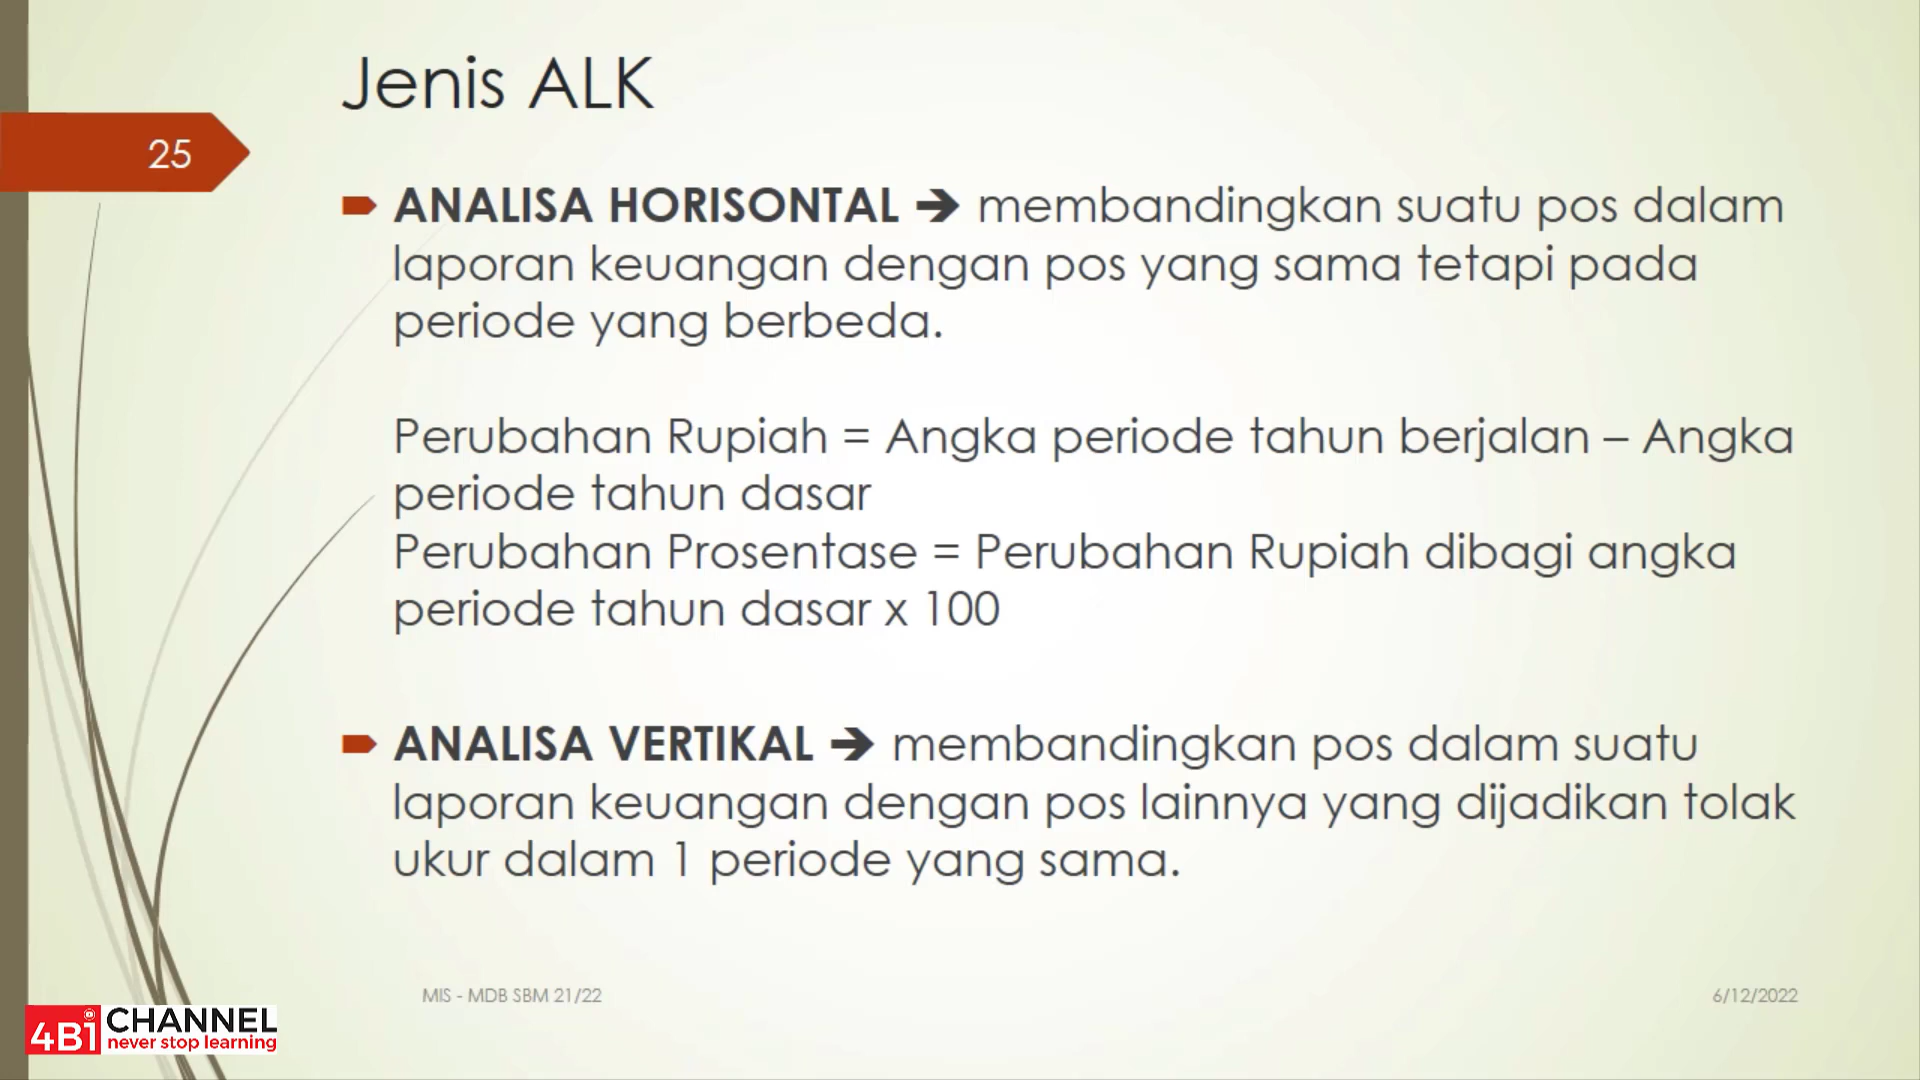 Jenis ALK
25
ANALISA HORISONTAL ➔ membandingkan suatu pos dalam
laporan keuangan dengan pos yang sama tetapi pada
periode yang berbeda.
Perubahan Rupiah = Angka periode tahun berjalan – Angka
periode tahun dasar
Perubahan Prosentase = Perubahan Rupiah dibagi angka
periode tahun dasar x 100
ANALISA VERTIKAL ➔ membandingkan pos dalam suatu
laporan keuangan dengan pos lainnya yang dijadikan tolak
ukur dalam 1 periode yang sama.
MIS - MDB SBM 21/22
6/12/2022
4Bi CHANNEL
never stop learning